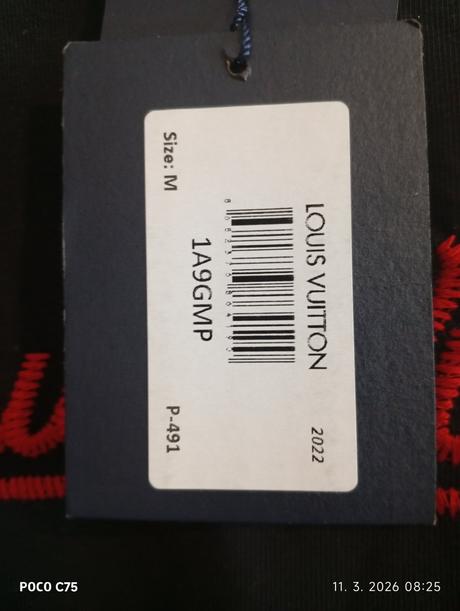 LOUIS VUITTON
2022
1A9GMP
Size: M
P-491
POCO C75
11. 3. 2026 08:25